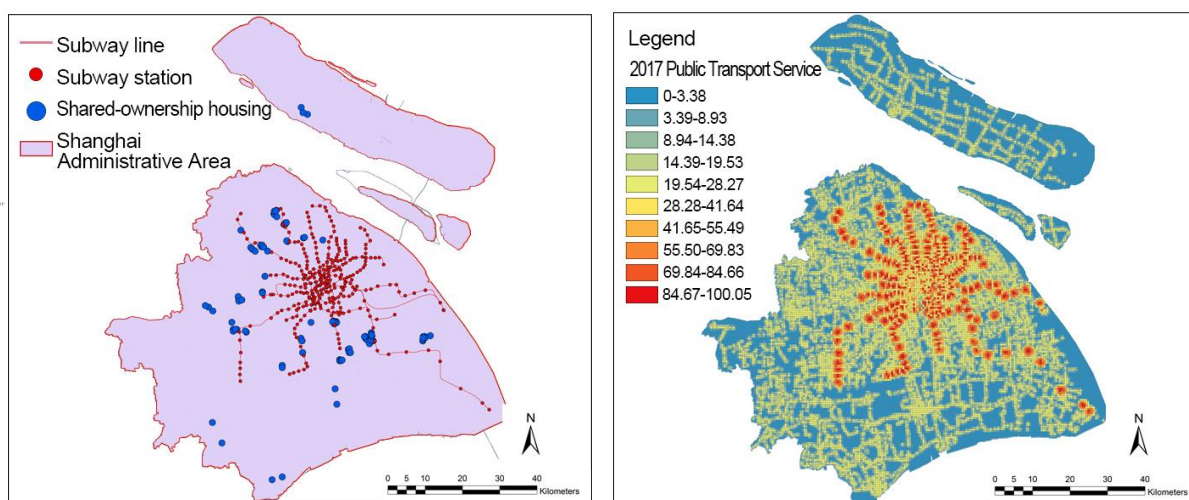 Subway line
Subway station
Shared-ownership housing
Shanghai
Administrative Area
N
0 5 10 20 30 40
Kilometers
Legend
2017 Public Transport Service
0-3.38
3.39-8.93
8.94-14.38
14.39-19.53
19.54-28.27
28.28-41.64
41.65-55.49
55.50-69.83
69.84-84.66
84.67-100.05
N
0 5 10 20 30 40
Kilometers